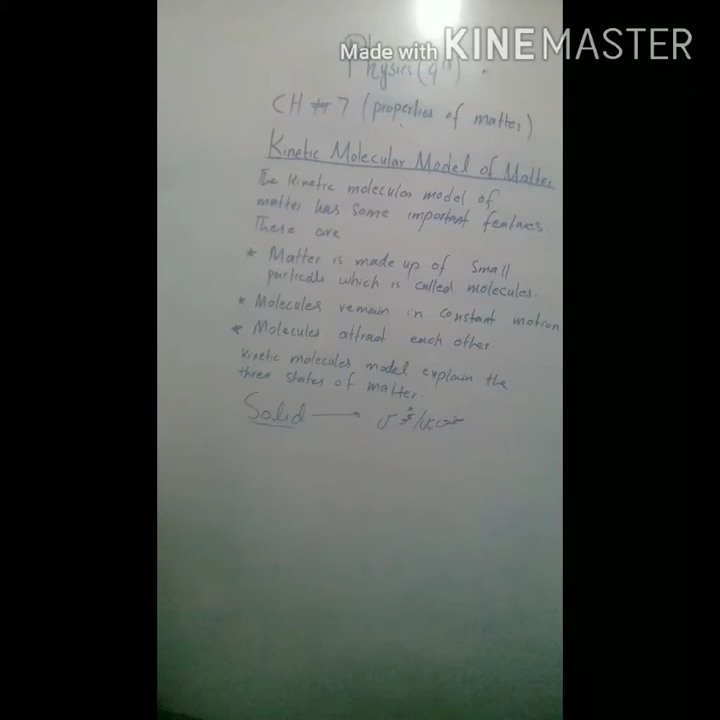 Made with KINEMASTER
Physics (9th)
CH # 7 (properties of matter)
Kinetic Molecular Model of Matter
The Kinetic molecular model of
matter has some important features
These are
* Matter is made up of small
particals which is called molecules.
* Molecules remain in constant motion
* Molecules attract each other.
Kinetic molecules model explain the
three states of matter.
Solid →